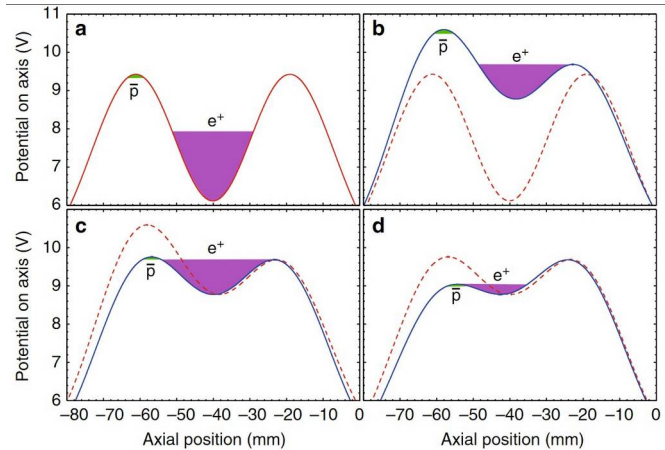 Potential on axis (V)
11
10
9
8
7
6
a
p̅
e⁺
b
p̅
e⁺
Potential on axis (V)
10
9
8
7
6
c
p̅
e⁺
d
p̅
e⁺
−80 −70 −60 −50 −40 −30 −20 −10 0
−70 −60 −50 −40 −30 −20 −10 0
Axial position (mm)
Axial position (mm)